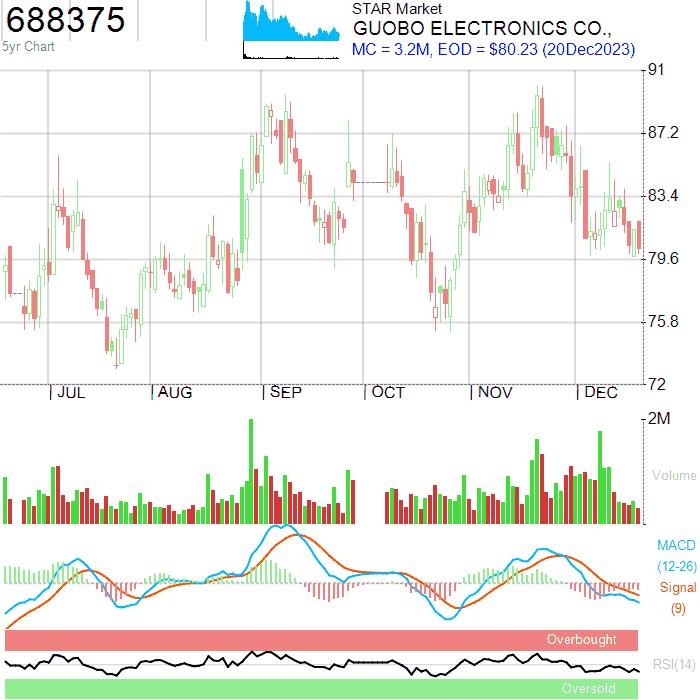 688375
5yr Chart
STAR Market
GUOBO ELECTRONICS CO.,
MC = 3.2M, EOD = $80.23 (20Dec2023)
91
87.2
83.4
79.6
75.8
72
JUL
AUG
SEP
OCT
NOV
DEC
2M
Volume
MACD
(12-26)
Signal
(9)
Overbought
RSI(14)
Oversold